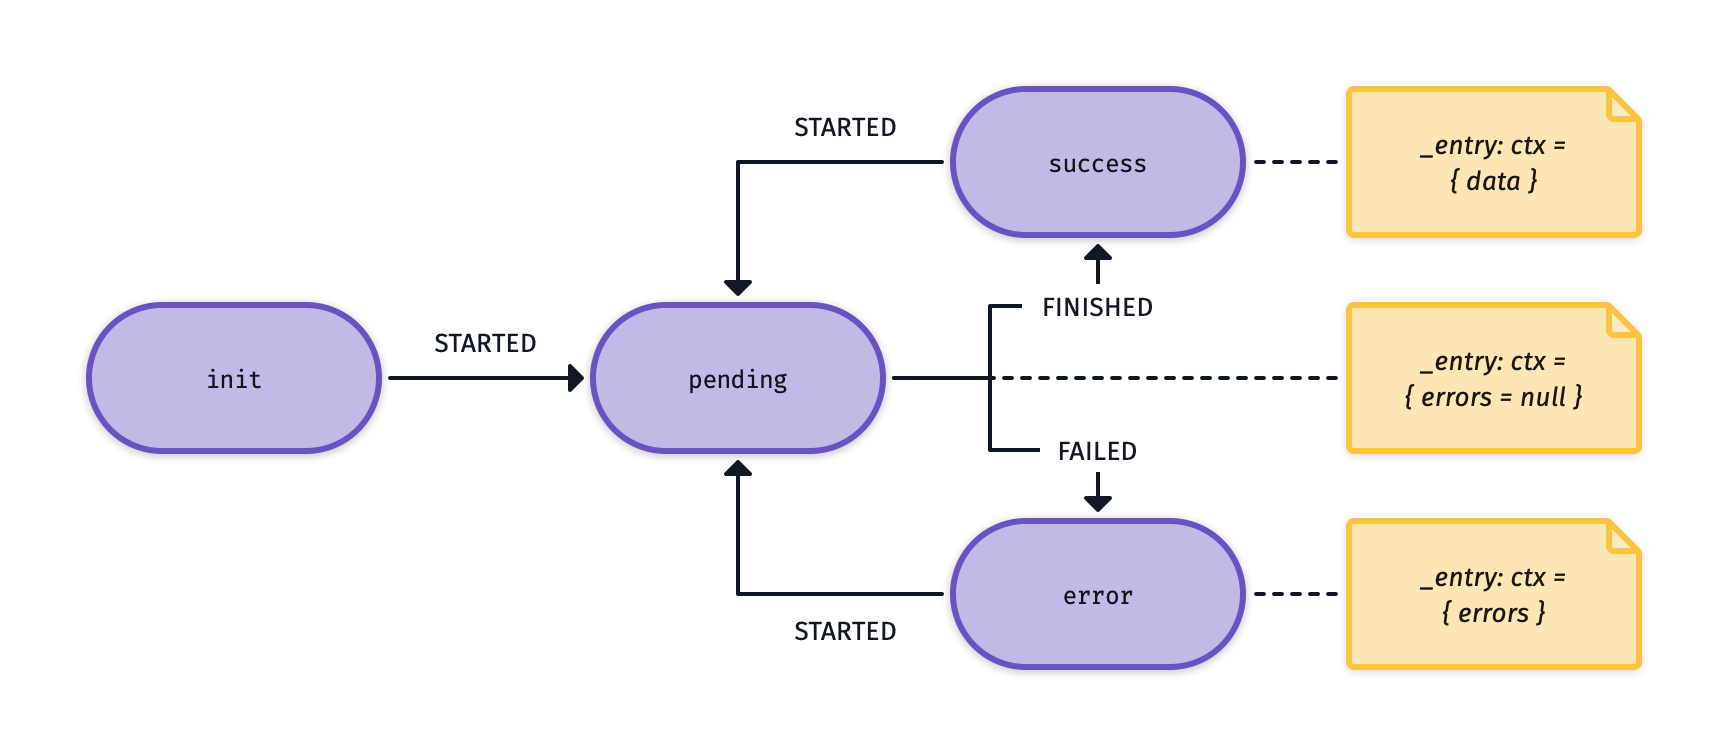 STARTED
success
_entry: ctx =
{ data }
FINISHED
init
STARTED
pending
_entry: ctx =
{ errors = null }
FAILED
STARTED
error
_entry: ctx =
{ errors }